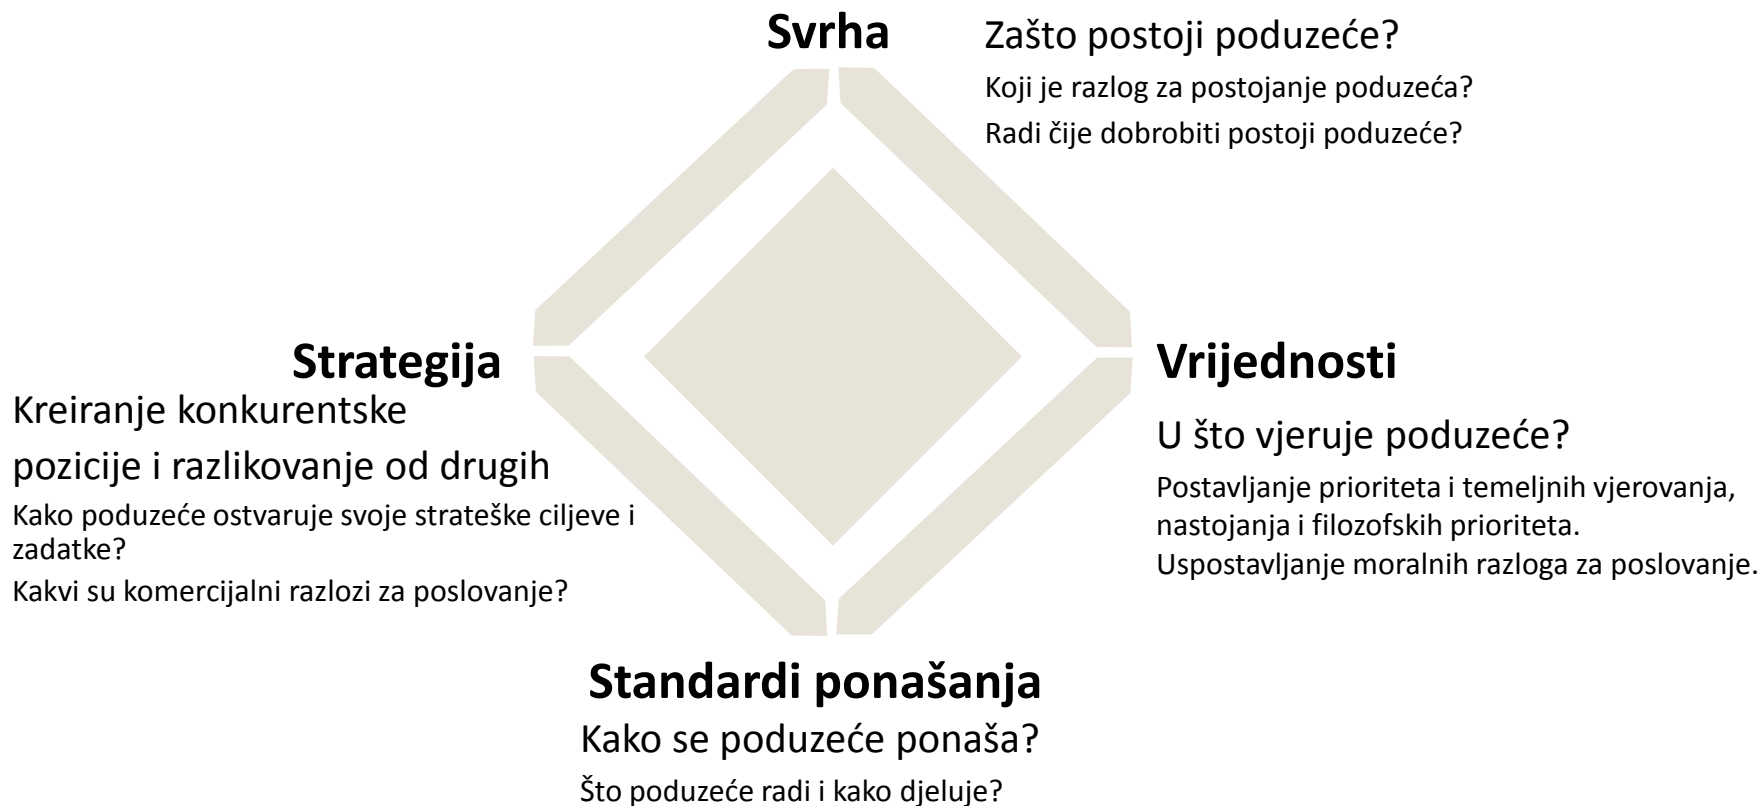 Svrha
Zašto postoji poduzeće?
Koji je razlog za postojanje poduzeća?
Radi čije dobrobiti postoji poduzeće?
Strategija
Kreiranje konkurentske
pozicije i razlikovanje od drugih
Kako poduzeće ostvaruje svoje strateške ciljeve i
zadatke?
Kakvi su komercijalni razlozi za poslovanje?
Vrijednosti
U što vjeruje poduzeće?
Postavljanje prioriteta i temeljnih vjerovanja,
nastojanja i filozofskih prioriteta.
Uspostavljanje moralnih razloga za poslovanje.
Standardi ponašanja
Kako se poduzeće ponaša?
Što poduzeće radi i kako djeluje?